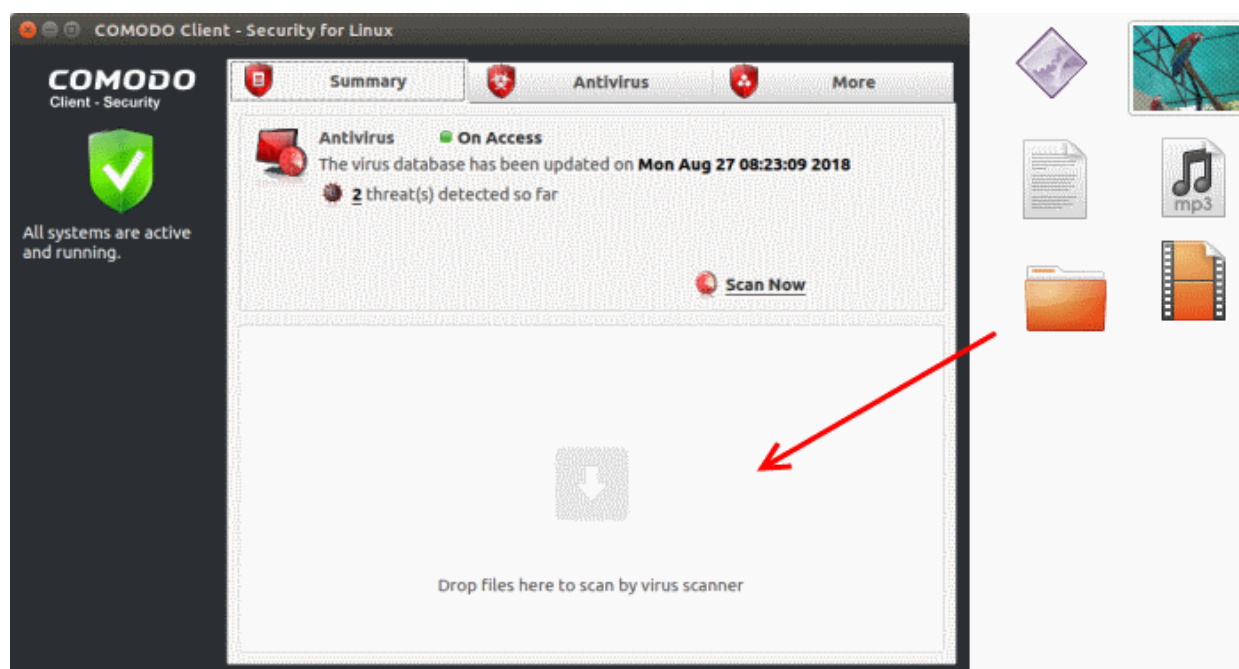 COMODO Client - Security for Linux
COMODO
Client - Security
All systems are active
and running.
Summary
Antivirus
More
Antivirus On Access
The virus database has been updated on Mon Aug 27 08:23:09 2018
2 threat(s) detected so far
Scan Now
Drop files here to scan by virus scanner
mp3